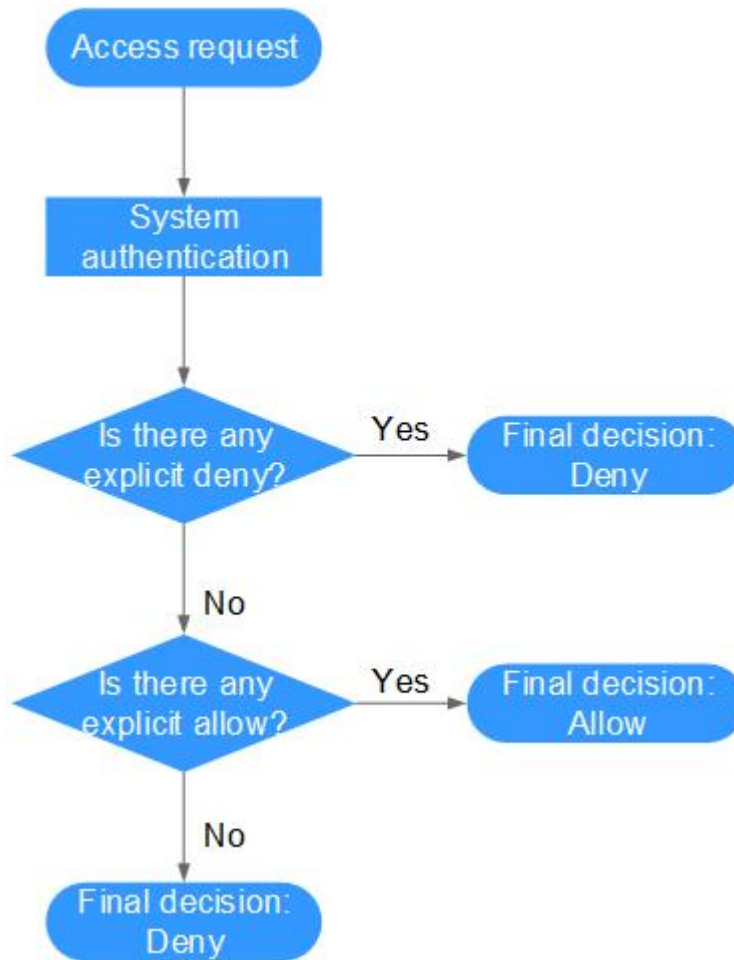 Access request
System
authentication
Is there any
explicit deny?
Yes
Final decision:
Deny
No
Is there any
explicit allow?
Yes
Final decision:
Allow
No
Final decision:
Deny